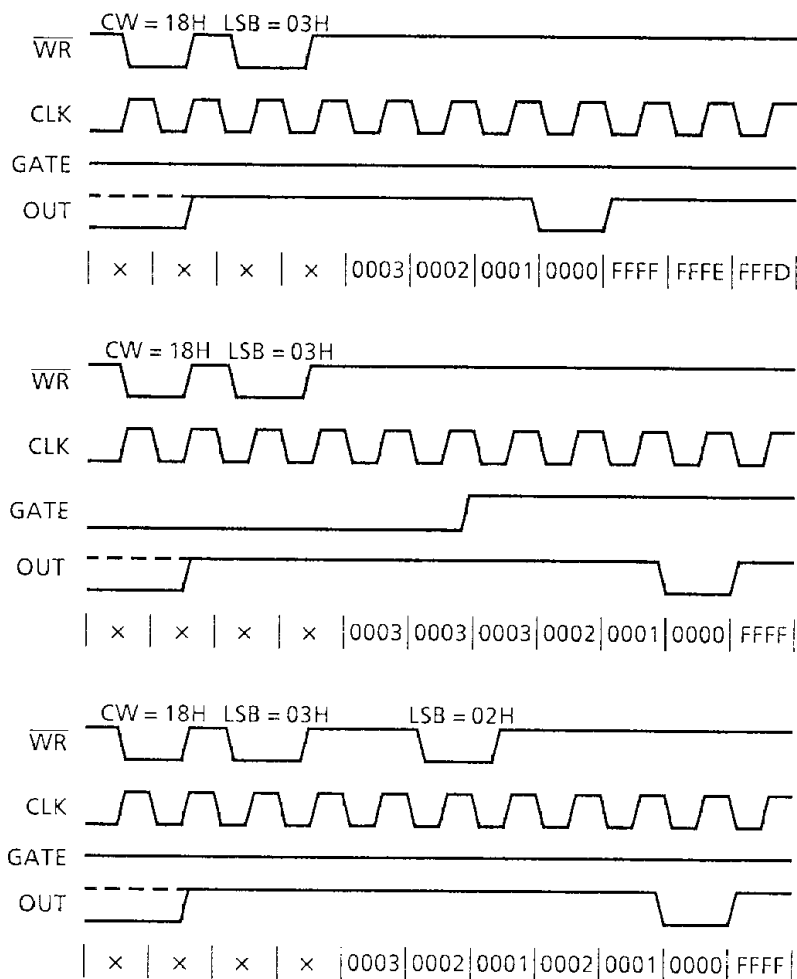 CW = 18H LSB = 03H
WR
CLK
GATE
OUT
× × × × 0003 0002 0001 0000 FFFF FFFE FFFD
CW = 18H LSB = 03H
WR
CLK
GATE
OUT
× × × × 0003 0003 0003 0002 0001 0000 FFFF
CW = 18H LSB = 03H LSB = 02H
WR
CLK
GATE
OUT
× × × × 0003 0002 0001 0002 0001 0000 FFFF